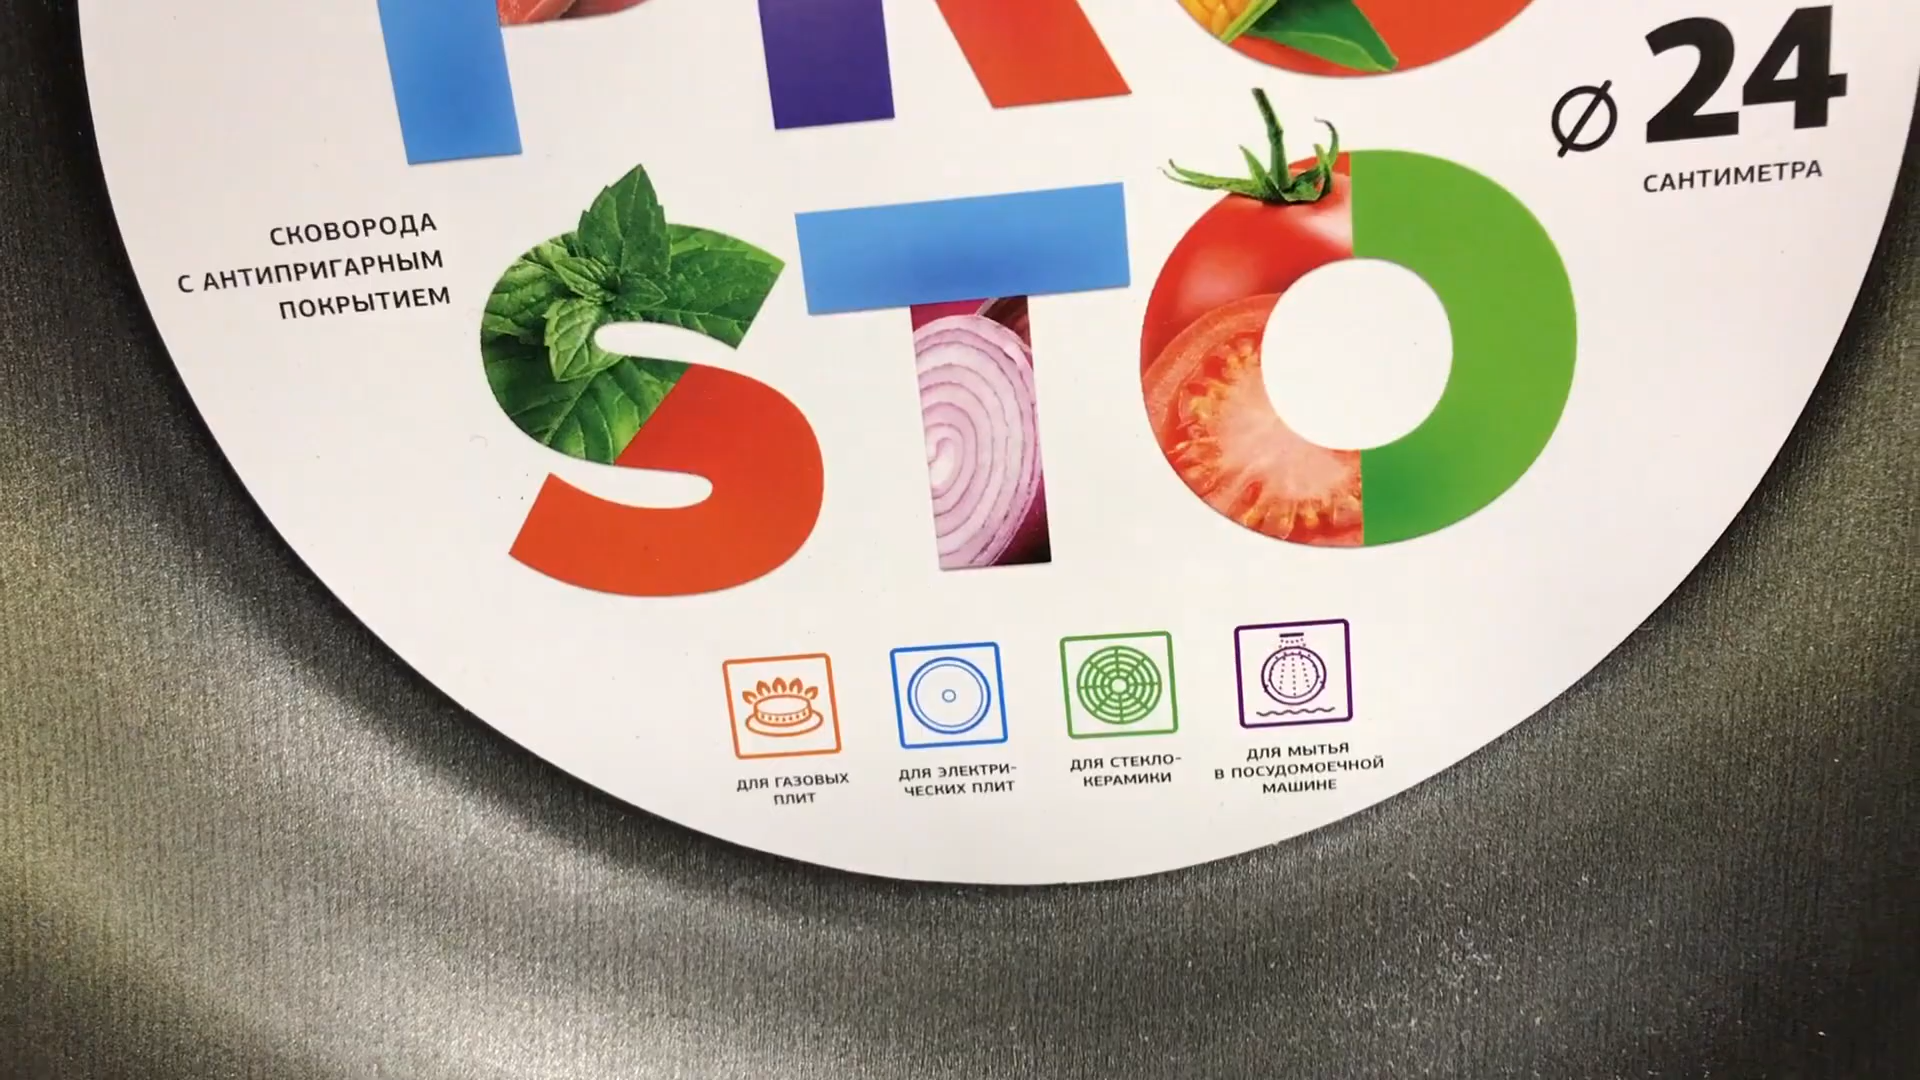 PRO
Ø 24
САНТИМЕТРА
СКОВОРОДА
С АНТИПРИГАРНЫМ
ПОКРЫТИЕМ
STO
ДЛЯ ГАЗОВЫХ
ПЛИТ
ДЛЯ ЭЛЕКТРИ-
ЧЕСКИХ ПЛИТ
ДЛЯ СТЕКЛО-
КЕРАМИКИ
ДЛЯ МЫТЬЯ
В ПОСУДОМОЕЧНОЙ
МАШИНЕ